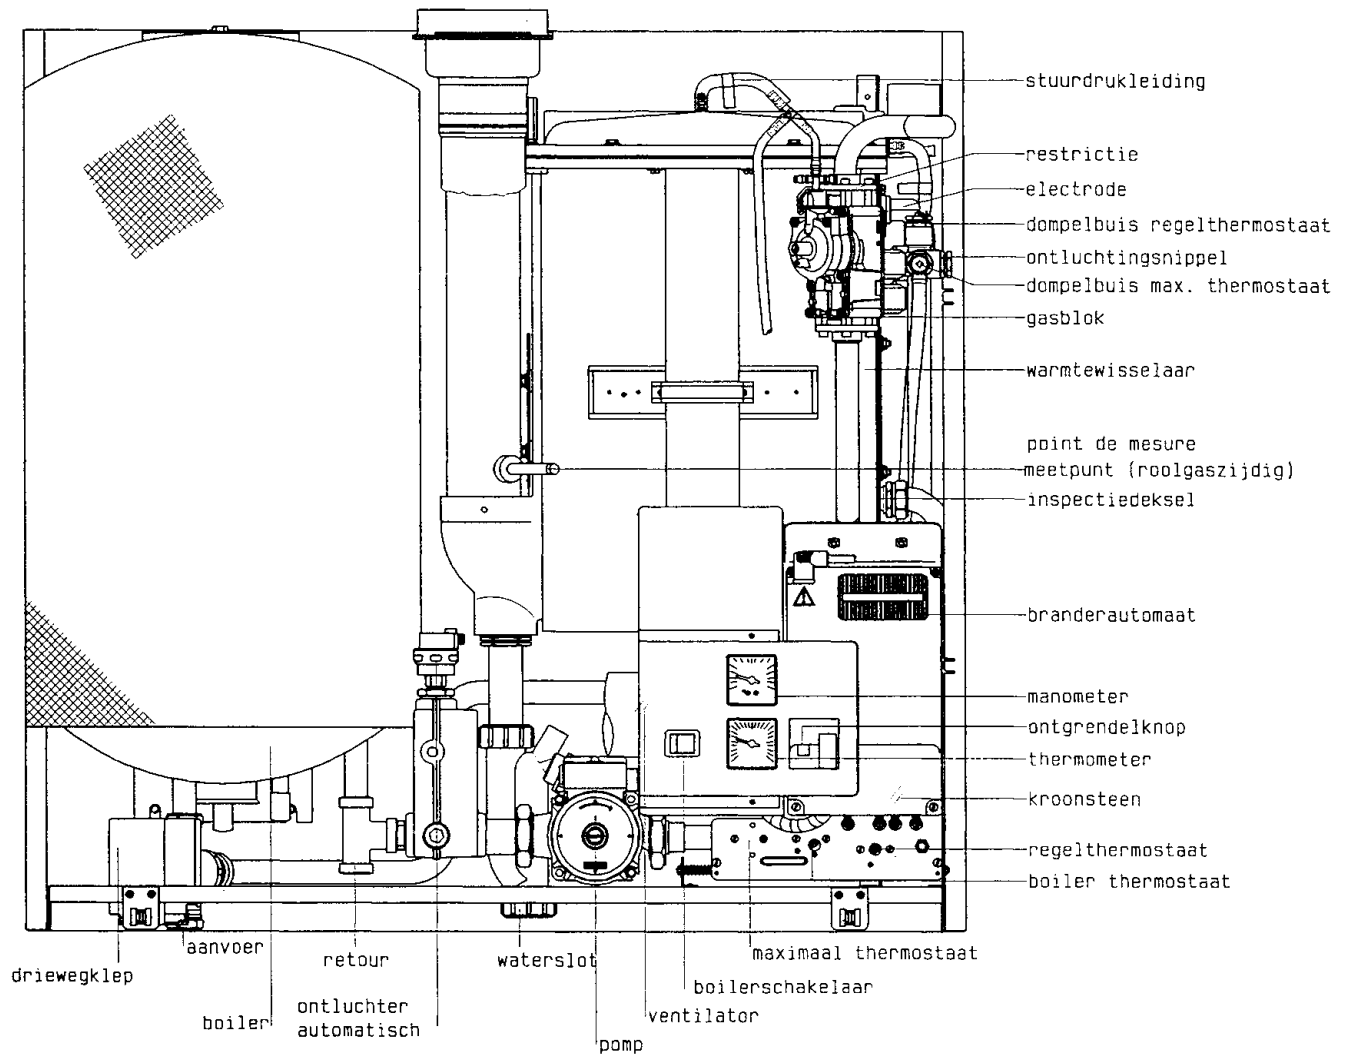 stuurdrukleiding
restrictie
electrode
dompelbuis regelthermostaat
ontluchtingsnippel
dompelbuis max. thermostaat
gasblok
warmtewisselaar
point de mesure
meetpunt (roolgaszijdig)
inspectiedeksel
branderautomaat
manometer
ontgrendelknop
thermometer
kroonsteen
regelthermostaat
boiler thermostaat
aanvoer
retour
waterslot
maximaal thermostaat
driewegklep
boilerschakelaar
ontluchter
automatisch
boiler
ventilator
pomp